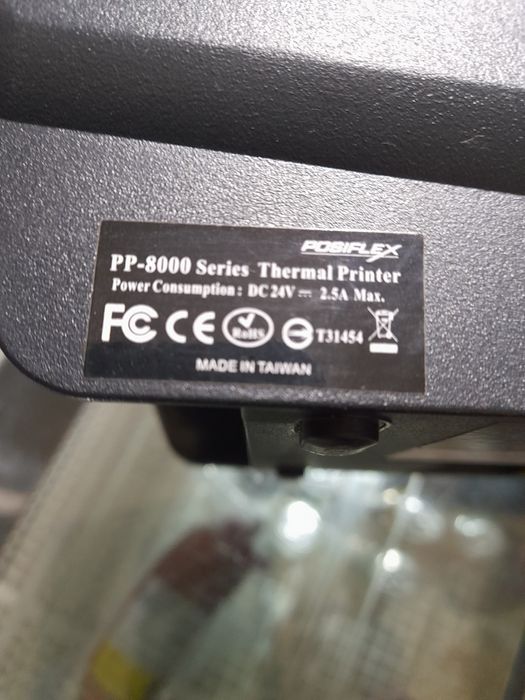 POSIFLEX
PP-8000 Series Thermal Printer
Power Consumption : DC 24V ⎓ 2.5A Max.
FC CE RoHS T31454
MADE IN TAIWAN